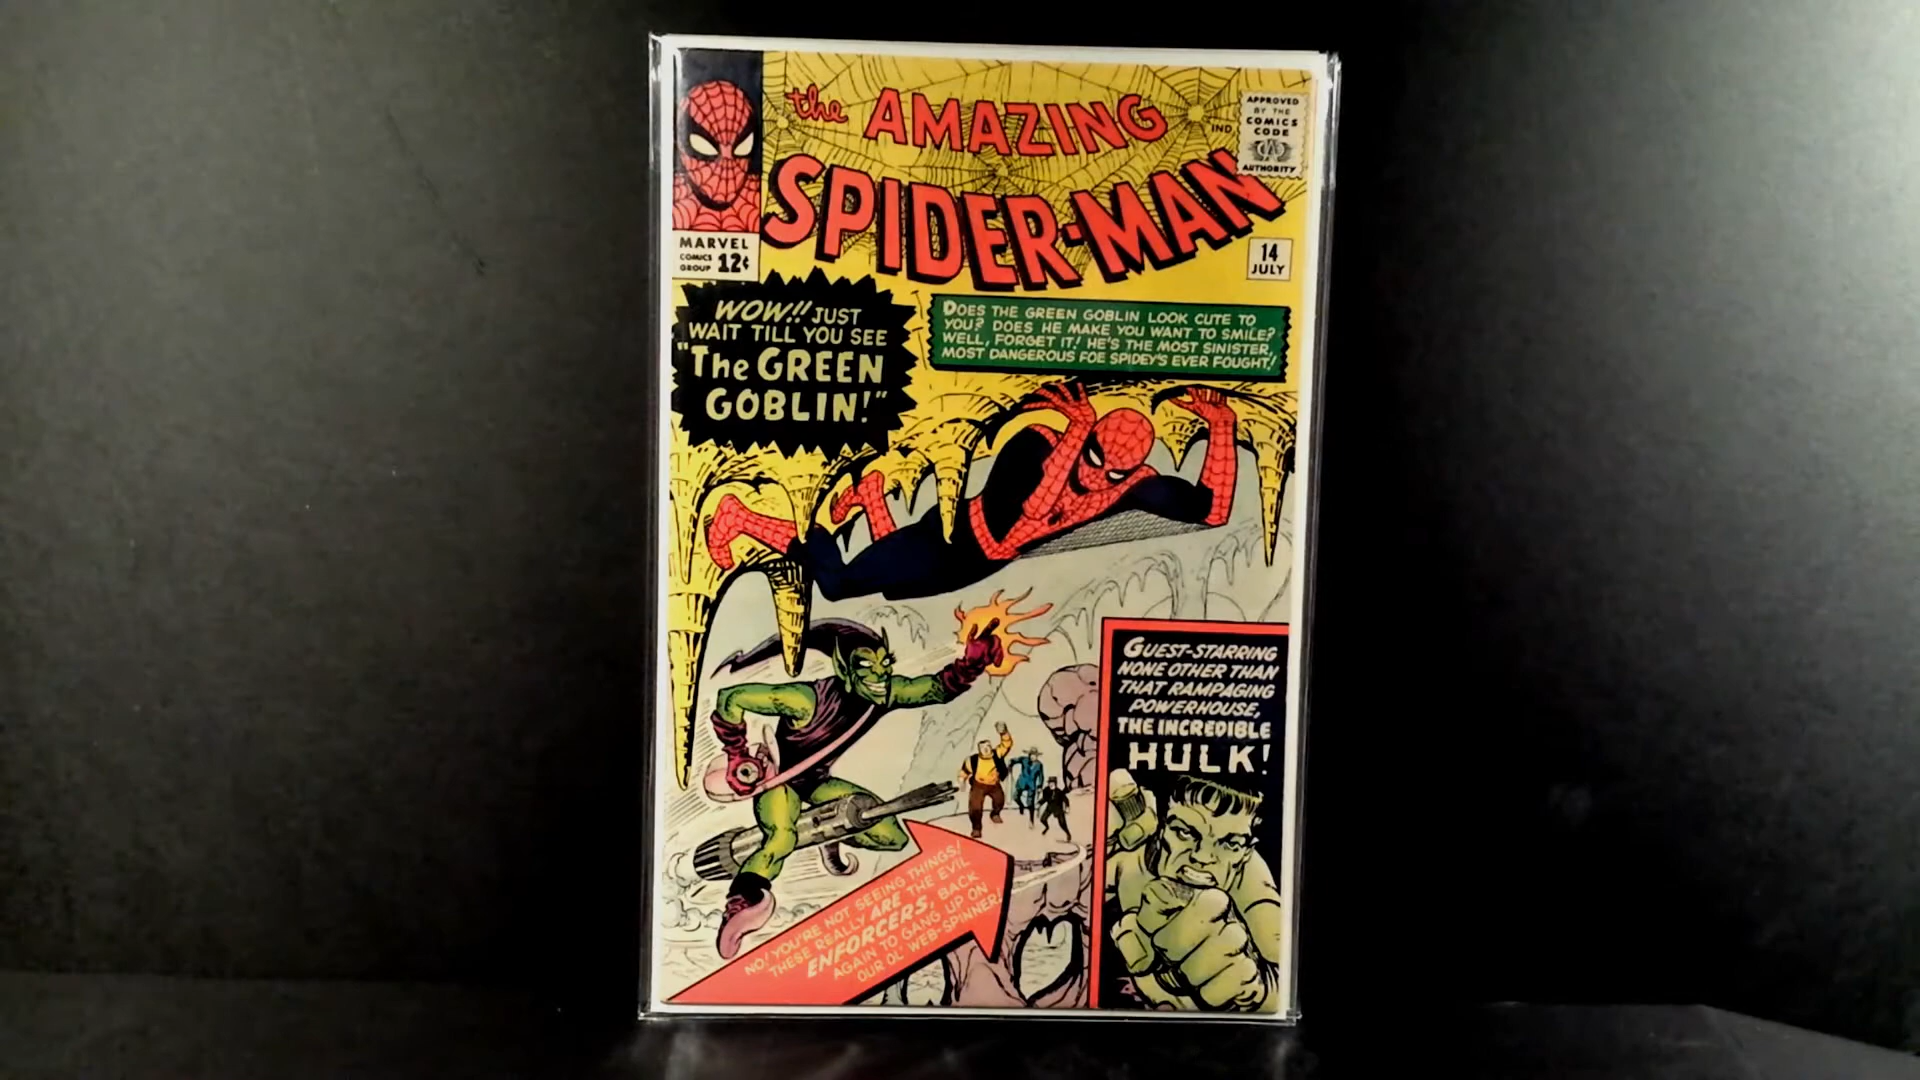 the AMAZING
SPIDER-MAN
IND.
APPROVED
BY THE
COMICS
CODE
CA
AUTHORITY
MARVEL
COMICS
GROUP 12¢
14
JULY
WOW!! JUST
WAIT TILL YOU SEE
"The GREEN
GOBLIN!"
DOES THE GREEN GOBLIN LOOK CUTE TO
YOU? DOES HE MAKE YOU WANT TO SMILE?
WELL, FORGET IT! HE'S THE MOST SINISTER,
MOST DANGEROUS FOE SPIDEY'S EVER FOUGHT!
GUEST-STARRING
NONE OTHER THAN
THAT RAMPAGING
POWERHOUSE,
THE INCREDIBLE
HULK!
NO! YOU'RE NOT SEEING THINGS!
THESE REALLY ARE THE EVIL
ENFORCERS, BACK
AGAIN TO GANG UP ON
OUR OL' WEB-SPINNER!